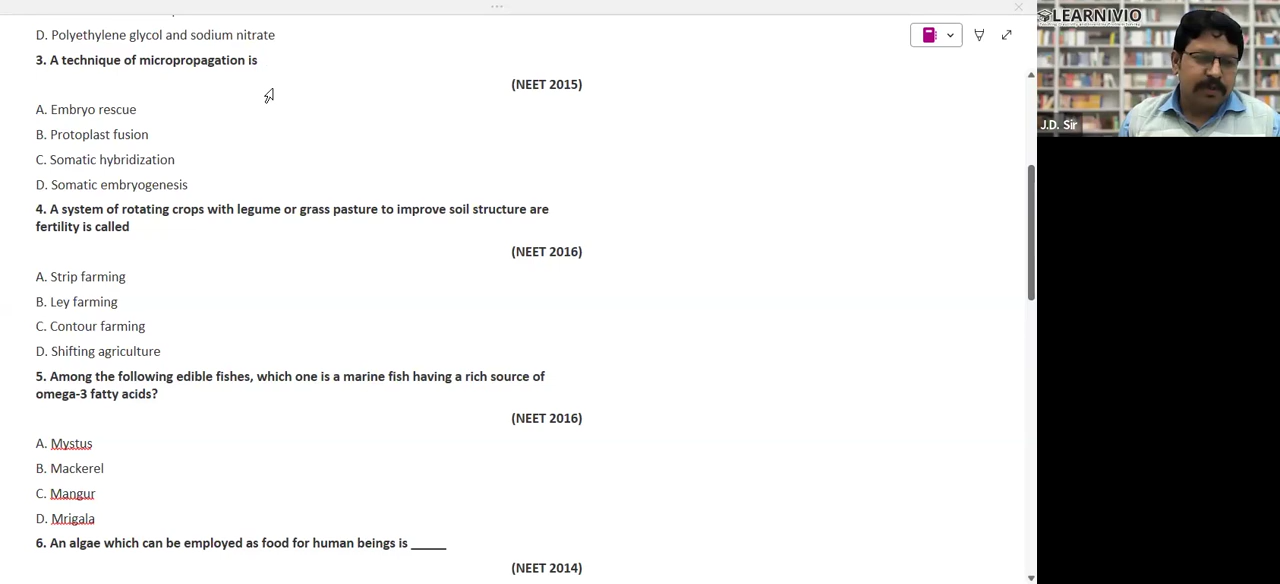 D. Polyethylene glycol and sodium nitrate
3. A technique of micropropagation is
(NEET 2015)
A. Embryo rescue
B. Protoplast fusion
C. Somatic hybridization
D. Somatic embryogenesis
4. A system of rotating crops with legume or grass pasture to improve soil structure are
fertility is called
(NEET 2016)
A. Strip farming
B. Ley farming
C. Contour farming
D. Shifting agriculture
5. Among the following edible fishes, which one is a marine fish having a rich source of
omega-3 fatty acids?
(NEET 2016)
A. Mystus
B. Mackerel
C. Mangur
D. Mrigala
6. An algae which can be employed as food for human beings is _____
(NEET 2014)
LEARNIVIO
J.D. Sir